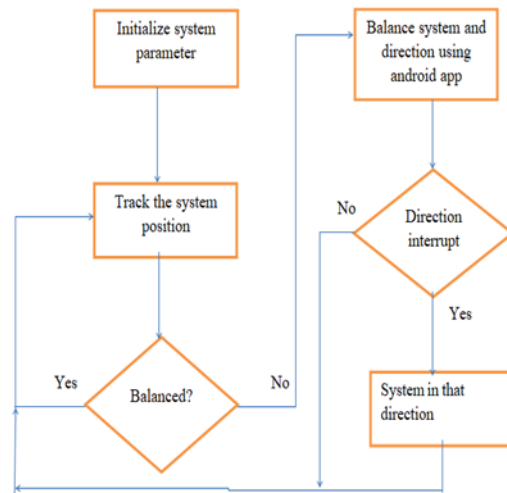 Initialize system
parameter
Track the system
position
Balanced?
Yes
No
Balance system and
direction using
android app
Direction
interrupt
No
Yes
System in that
direction